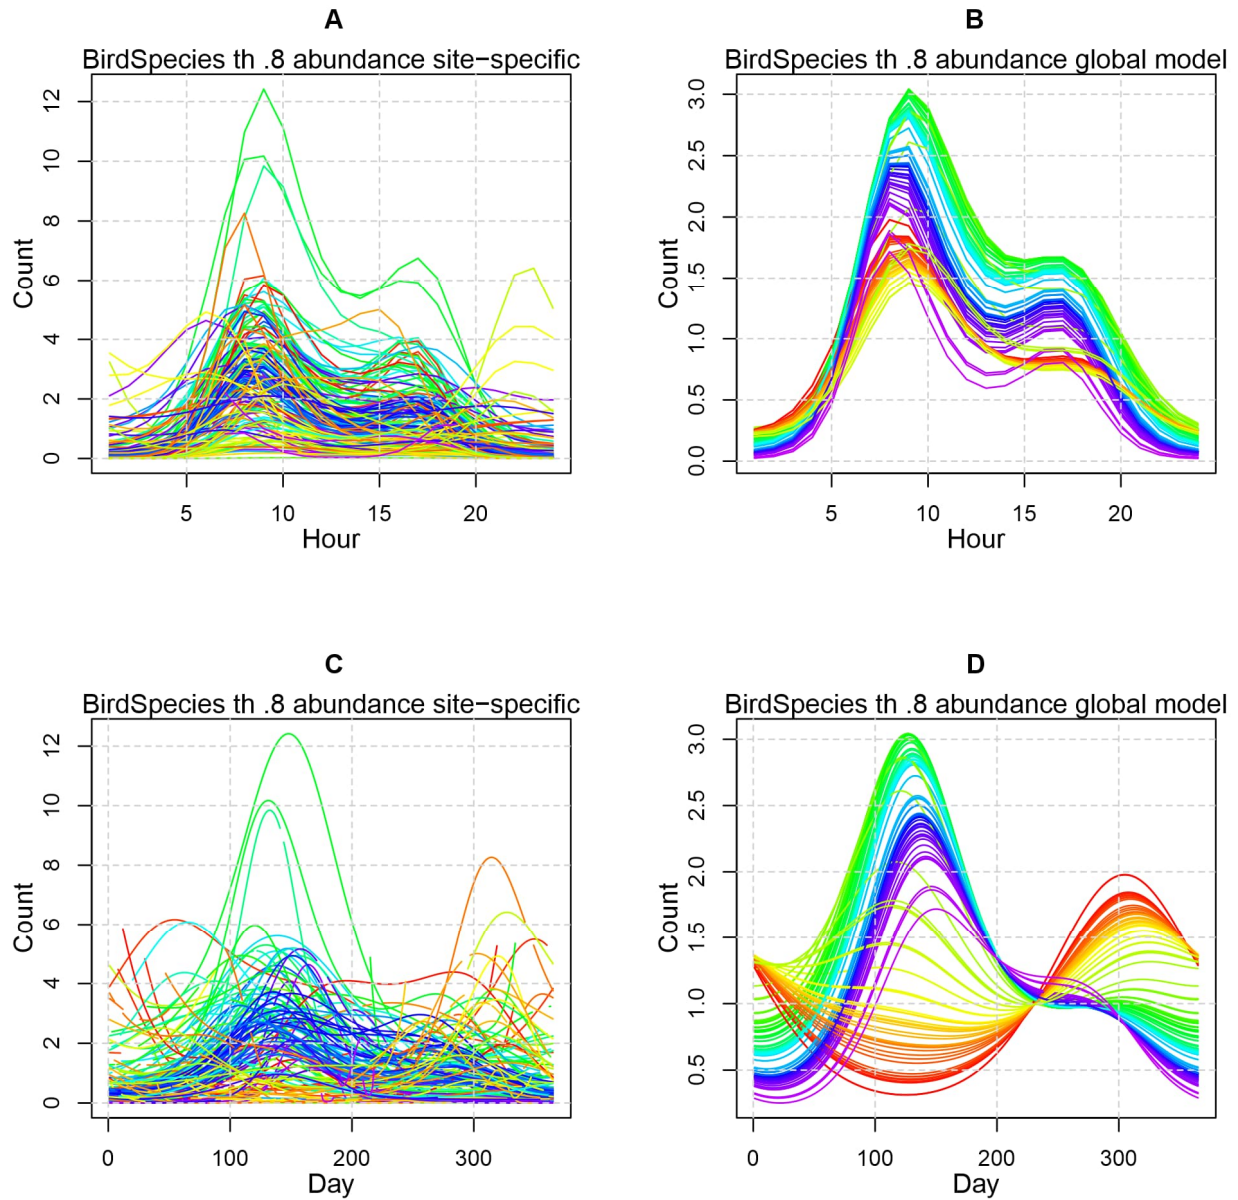 A
BirdSpecies th .8 abundance site−specific
Count
0
2
4
6
8
10
12
5
10
15
20
Hour
B
BirdSpecies th .8 abundance global model
Count
0.0
0.5
1.0
1.5
2.0
2.5
3.0
5
10
15
20
Hour
C
BirdSpecies th .8 abundance site−specific
Count
0
2
4
6
8
10
12
0
100
200
300
Day
D
BirdSpecies th .8 abundance global model
Count
0.5
1.0
1.5
2.0
2.5
3.0
0
100
200
300
Day